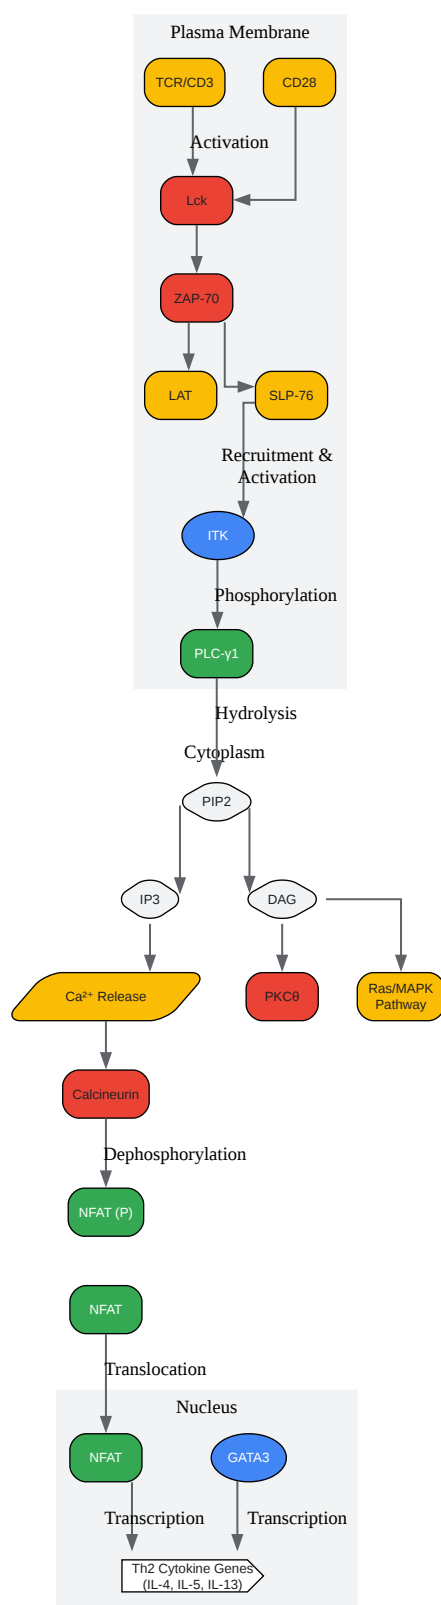 Plasma Membrane
TCR/CD3
CD28
Activation
Lck
ZAP-70
LAT
SLP-76
Recruitment &
Activation
ITK
Phosphorylation
PLC-γ1
Hydrolysis
Cytoplasm
PIP2
IP3
DAG
Ca²⁺ Release
PKCθ
Ras/MAPK
Pathway
Calcineurin
Dephosphorylation
NFAT (P)
NFAT
Translocation
Nucleus
NFAT
GATA3
Transcription
Transcription
Th2 Cytokine Genes
(IL-4, IL-5, IL-13)